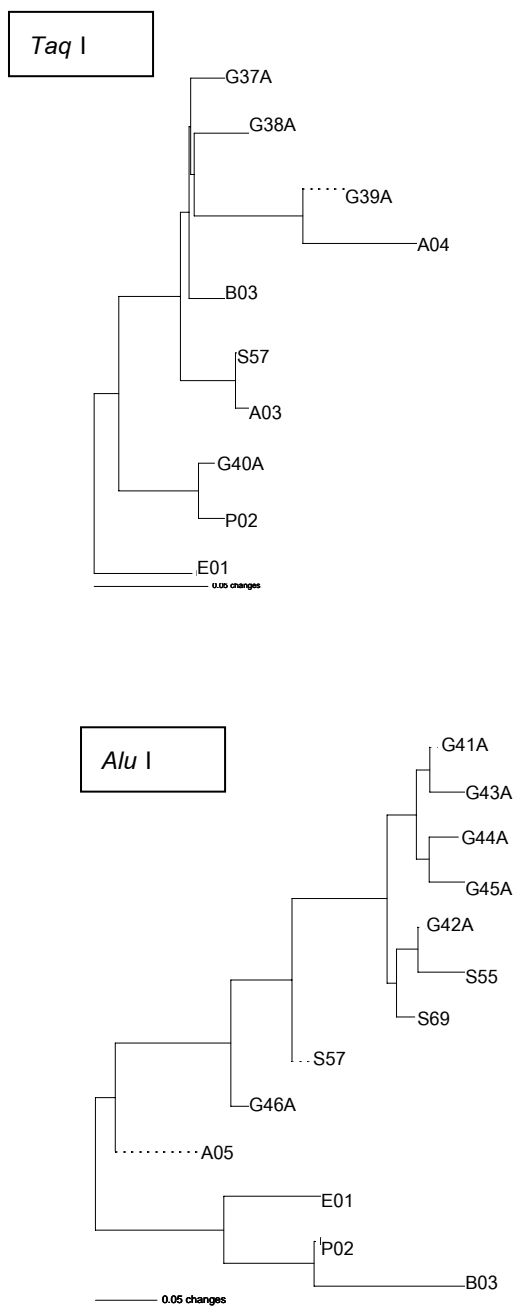 Taq I
G37A
G38A
G39A
A04
B03
S57
A03
G40A
P02
E01
0.05 changes
Alu I
G41A
G43A
G44A
G45A
G42A
S55
S69
S57
G46A
A05
E01
P02
B03
0.05 changes